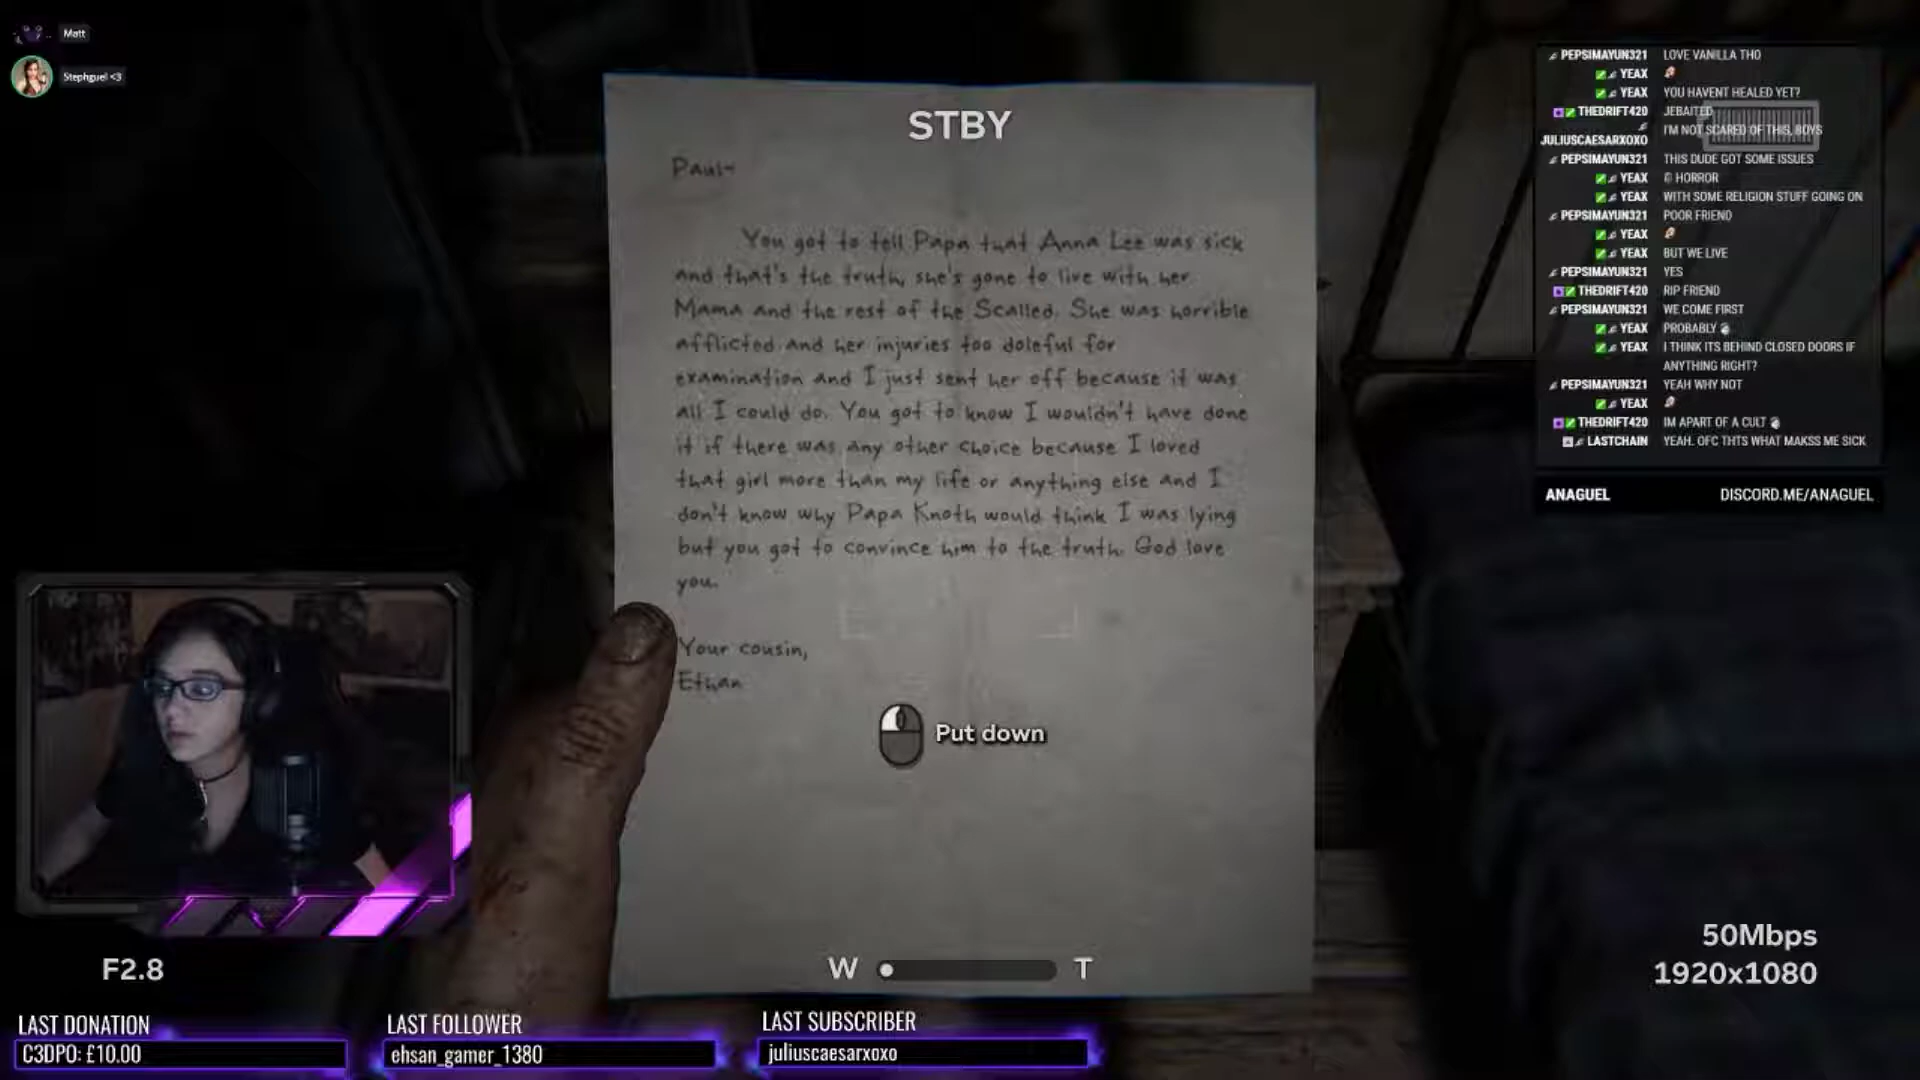 Matt
Stephguel <3
STBY
Paul-
You got to tell Papa that Anna Lee was sick
and that's the truth, she's gone to live with her
Mama and the rest of the Scalled. She was horrible
afflicted and her injuries too doleful for
examination and I just sent her off because it was
all I could do. You got to know I wouldn't have done
it if there was any other choice because I loved
that girl more than my life or anything else and I
don't know why Papa Knoth would think I was lying
but you got to convince him to the truth. God love
you.
Your cousin,
Ethan
Put down
W T
F2.8
50Mbps
1920x1080
PEPSIMAYUN321 LOVE VANILLA THO
YEAX
YEAX YOU HAVENT HEALED YET?
THEDRIFT420 JEBAITED
JULIUSCAESARXOXO I'M NOT SCARED OF THIS, BOYS
PEPSIMAYUN321 THIS DUDE GOT SOME ISSUES
YEAX HORROR
YEAX WITH SOME RELIGION STUFF GOING ON
PEPSIMAYUN321 POOR FRIEND
YEAX
YEAX BUT WE LIVE
PEPSIMAYUN321 YES
THEDRIFT420 RIP FRIEND
PEPSIMAYUN321 WE COME FIRST
YEAX PROBABLY
YEAX I THINK ITS BEHIND CLOSED DOORS IF
ANYTHING RIGHT?
PEPSIMAYUN321 YEAH WHY NOT
YEAX
THEDRIFT420 IM APART OF A CULT
LASTCHAIN YEAH. OFC THTS WHAT MAKSS ME SICK
ANAGUEL DISCORD.ME/ANAGUEL
LAST DONATION
C3DPO: £10.00
LAST FOLLOWER
ehsan_gamer_1380
LAST SUBSCRIBER
juliuscaesarxoxo